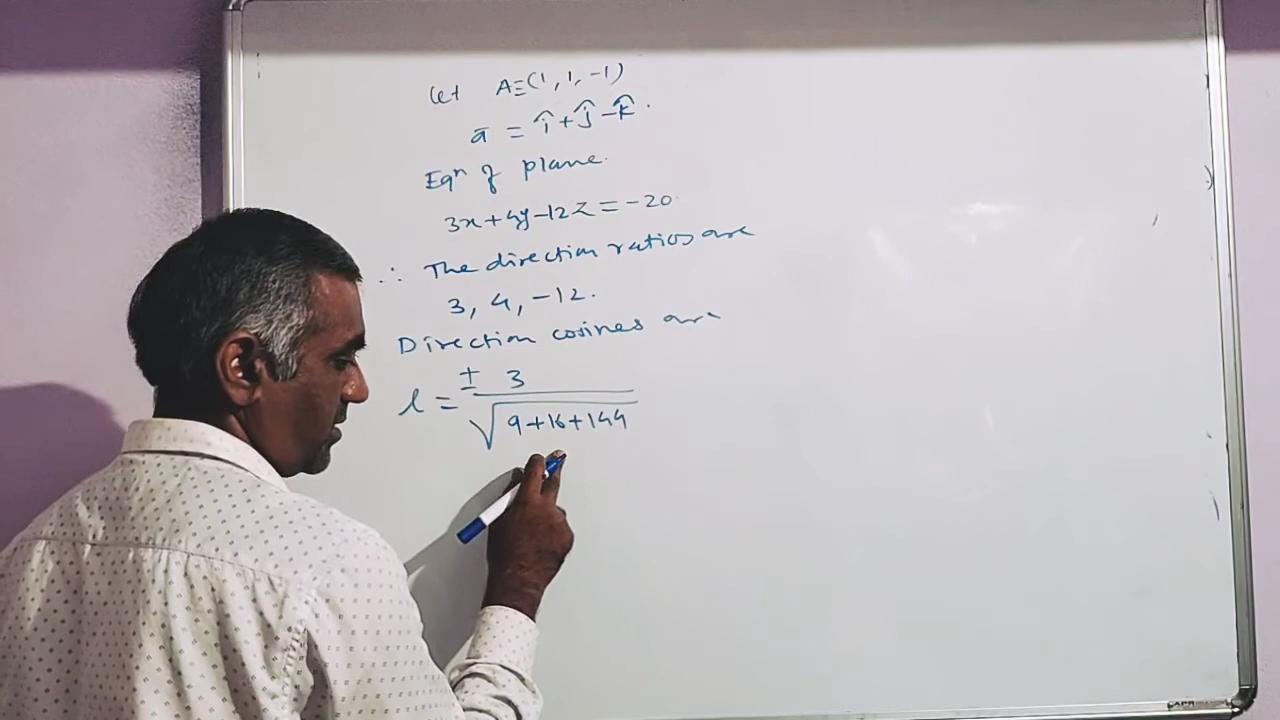 Let A≡(1, 1, -1)
a̅ = î+ĵ-k̂.
Eqⁿ of plane.
3x+4y-12z=-20
∴ The direction ratios are
3, 4, -12.
Direction cosines are
l = ± 3 / √(9+16+144)